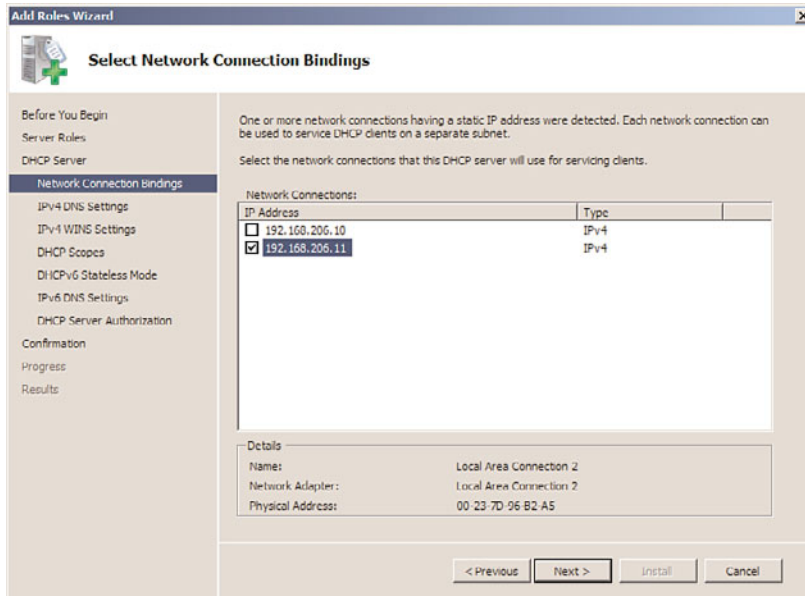 Add Roles Wizard
Select Network Connection Bindings
Before You Begin
Server Roles
DHCP Server
Network Connection Bindings
IPv4 DNS Settings
IPv4 WINS Settings
DHCP Scopes
DHCPv6 Stateless Mode
IPv6 DNS Settings
DHCP Server Authorization
Confirmation
Progress
Results
One or more network connections having a static IP address were detected. Each network connection can
be used to service DHCP clients on a separate subnet.
Select the network connections that this DHCP server will use for servicing clients.
Network Connections:
IP Address Type
192.168.206.10 IPv4
192.168.206.11 IPv4
Details
Name: Local Area Connection 2
Network Adapter: Local Area Connection 2
Physical Address: 00-23-7D-96-B2-A5
< Previous Next > Install Cancel